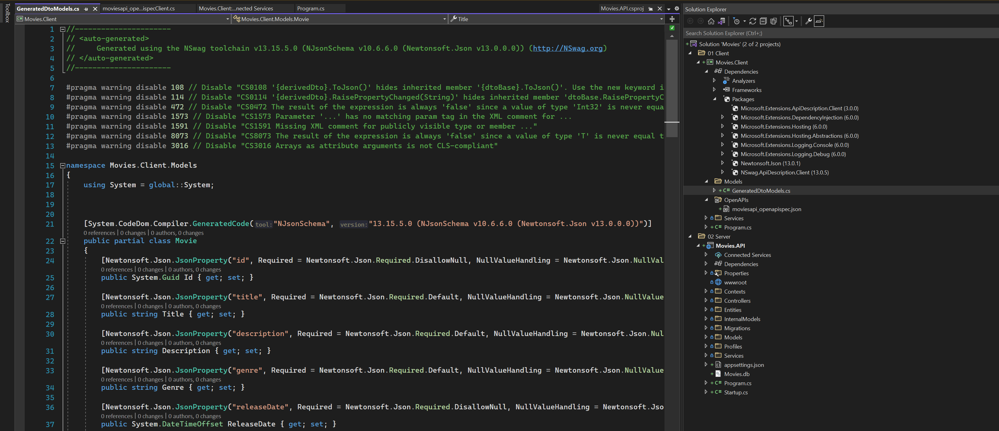 Toolbox
GeneratedDtoModels.cs
moviesapi_ope...ispecClient.cs
Movies.Client:...nected Services
Program.cs
Movies.API.csproj
Movies.Client
Movies.Client.Models.Movie
Title
1 //----------------------
2 // <auto-generated>
3 //     Generated using the NSwag toolchain v13.15.5.0 (NJsonSchema v10.6.6.0 (Newtonsoft.Json v13.0.0.0)) (http://NSwag.org)
4 // </auto-generated>
5 //----------------------
6
7 #pragma warning disable 108 // Disable "CS0108 '{derivedDto}.ToJson()' hides inherited member '{dtoBase}.ToJson()'. Use the new keyword i
8 #pragma warning disable 114 // Disable "CS0114 '{derivedDto}.RaisePropertyChanged(String)' hides inherited member 'dtoBase.RaisePropertyC
9 #pragma warning disable 472 // Disable "CS0472 The result of the expression is always 'false' since a value of type 'Int32' is never equa
10 #pragma warning disable 1573 // Disable "CS1573 Parameter '...' has no matching param tag in the XML comment for ...
11 #pragma warning disable 1591 // Disable "CS1591 Missing XML comment for publicly visible type or member ..."
12 #pragma warning disable 8073 // Disable "CS8073 The result of the expression is always 'false' since a value of type 'T' is never equal t
13 #pragma warning disable 3016 // Disable "CS3016 Arrays as attribute arguments is not CLS-compliant"
14
15 namespace Movies.Client.Models
16 {
17     using System = global::System;
18
19
20
21     [System.CodeDom.Compiler.GeneratedCode(tool:"NJsonSchema", version:"13.15.5.0 (NJsonSchema v10.6.6.0 (Newtonsoft.Json v13.0.0.0))")]
0 references | 0 changes | 0 authors, 0 changes
22     public partial class Movie
23     {
24         [Newtonsoft.Json.JsonProperty("id", Required = Newtonsoft.Json.Required.DisallowNull, NullValueHandling = Newtonsoft.Json.NullVal
0 references | 0 changes | 0 authors, 0 changes
25         public System.Guid Id { get; set; }
26
27         [Newtonsoft.Json.JsonProperty("title", Required = Newtonsoft.Json.Required.Default, NullValueHandling = Newtonsoft.Json.NullValue
0 references | 0 changes | 0 authors, 0 changes
28         public string Title { get; set; }
29
30         [Newtonsoft.Json.JsonProperty("description", Required = Newtonsoft.Json.Required.Default, NullValueHandling = Newtonsoft.Json.Nul
0 references | 0 changes | 0 authors, 0 changes
31         public string Description { get; set; }
32
33         [Newtonsoft.Json.JsonProperty("genre", Required = Newtonsoft.Json.Required.Default, NullValueHandling = Newtonsoft.Json.NullValue
0 references | 0 changes | 0 authors, 0 changes
34         public string Genre { get; set; }
35
36         [Newtonsoft.Json.JsonProperty("releaseDate", Required = Newtonsoft.Json.Required.DisallowNull, NullValueHandling = Newtonsoft.Jso
0 references | 0 changes | 0 authors, 0 changes
37         public System.DateTimeOffset ReleaseDate { get; set; }
Solution Explorer
Search Solution Explorer (Ctrl+;)
Solution 'Movies' (2 of 2 projects)
01 Client
Movies.Client
Dependencies
Analyzers
Frameworks
Packages
Microsoft.Extensions.ApiDescription.Client (3.0.0)
Microsoft.Extensions.DependencyInjection (6.0.0)
Microsoft.Extensions.Hosting (6.0.0)
Microsoft.Extensions.Hosting.Abstractions (6.0.0)
Microsoft.Extensions.Logging.Console (6.0.0)
Microsoft.Extensions.Logging.Debug (6.0.0)
Newtonsoft.Json (13.0.1)
NSwag.ApiDescription.Client (13.0.5)
Models
C# GeneratedDtoModels.cs
OpenAPIs
moviesapi_openapispec.json
Services
C# Program.cs
02 Server
Movies.API
Connected Services
Dependencies
Properties
wwwroot
Contexts
Controllers
Entities
InternalModels
Migrations
Models
Profiles
Services
appsettings.json
Movies.db
C# Program.cs
C# Startup.cs